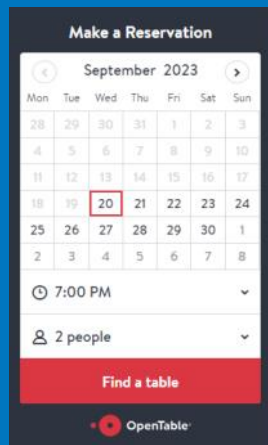 Make a Reservation
September 2023
Mon Tue Wed Thu Fri Sat Sun
28 29 30 31 1 2 3
4 5 6 7 8 9 10
11 12 13 14 15 16 17
18 19 20 21 22 23 24
25 26 27 28 29 30 1
2 3 4 5 6 7 8
7:00 PM
2 people
Find a table
OpenTable